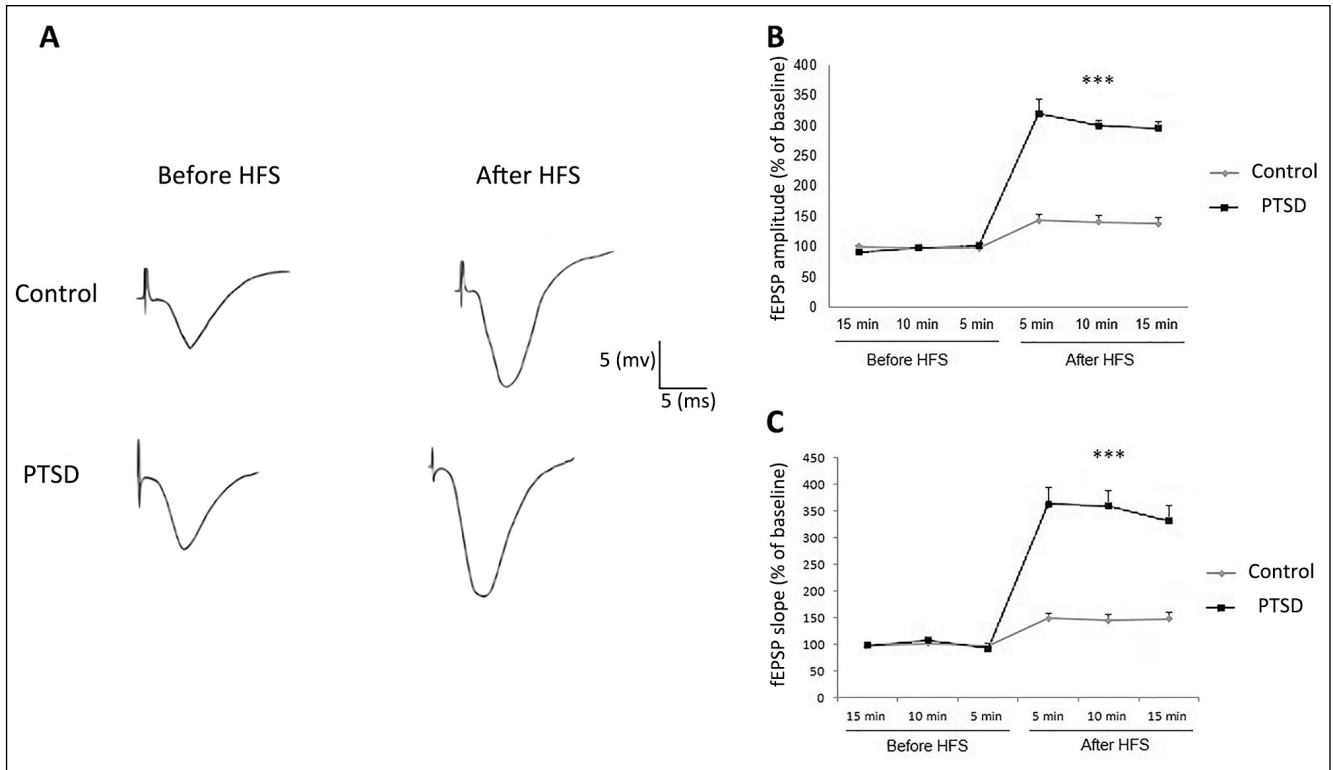 A
Before HFS
After HFS
Control
5 (mv)
5 (ms)
PTSD
B
fEPSP amplitude (% of baseline)
400
350
300
250
200
150
100
50
0
***
15 min 10 min 5 min 5 min 10 min 15 min
Before HFS After HFS
Control
PTSD
C
fEPSP slope (% of baseline)
450
400
350
300
250
200
150
100
50
0
***
15 min 10 min 5 min 5 min 10 min 15 min
Before HFS After HFS
Control
PTSD